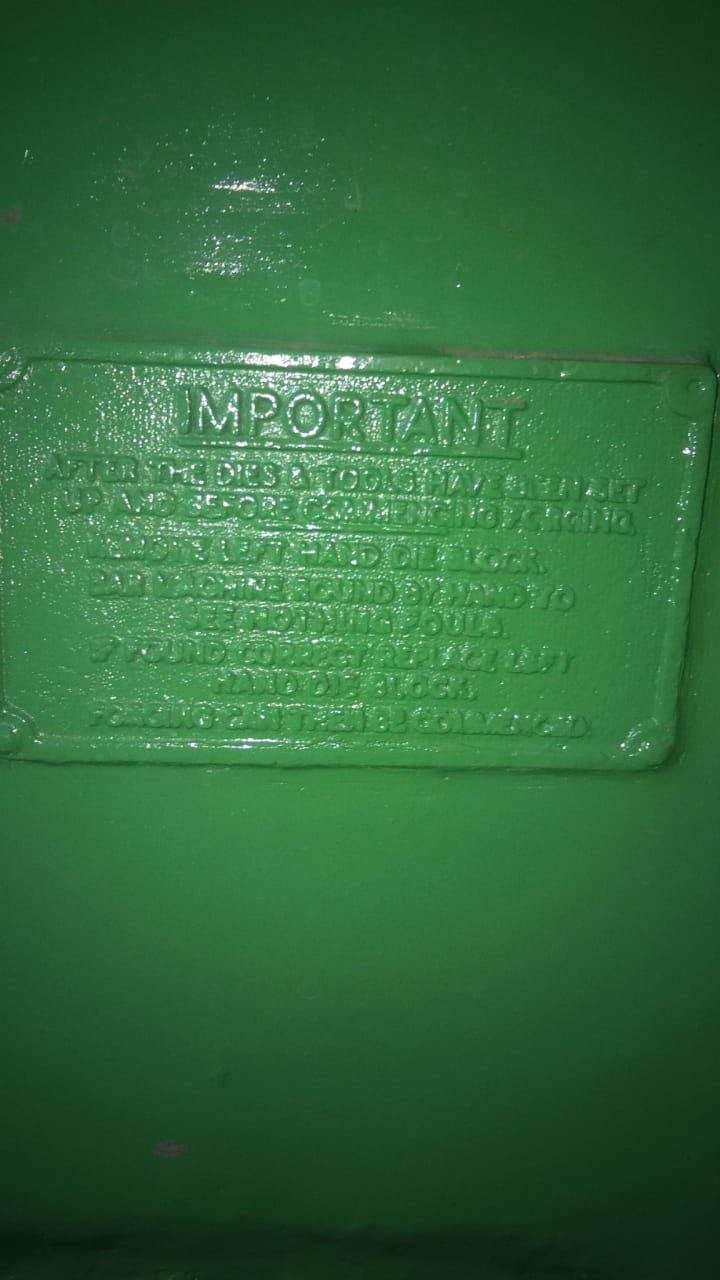 IMPORTANT
AFTER THE DIES & TOOLS HAVE BEEN SET
UP AND BEFORE COMMENCING FORGING,
REMOVE LEFT HAND DIE BLOCK.
BAR MACHINE ROUND BY HAND TO
SEE NOTHING FOULS.
IF FOUND CORRECT REPLACE LEFT
HAND DIE BLOCK.
FORGING CAN THEN BE COMMENCED.